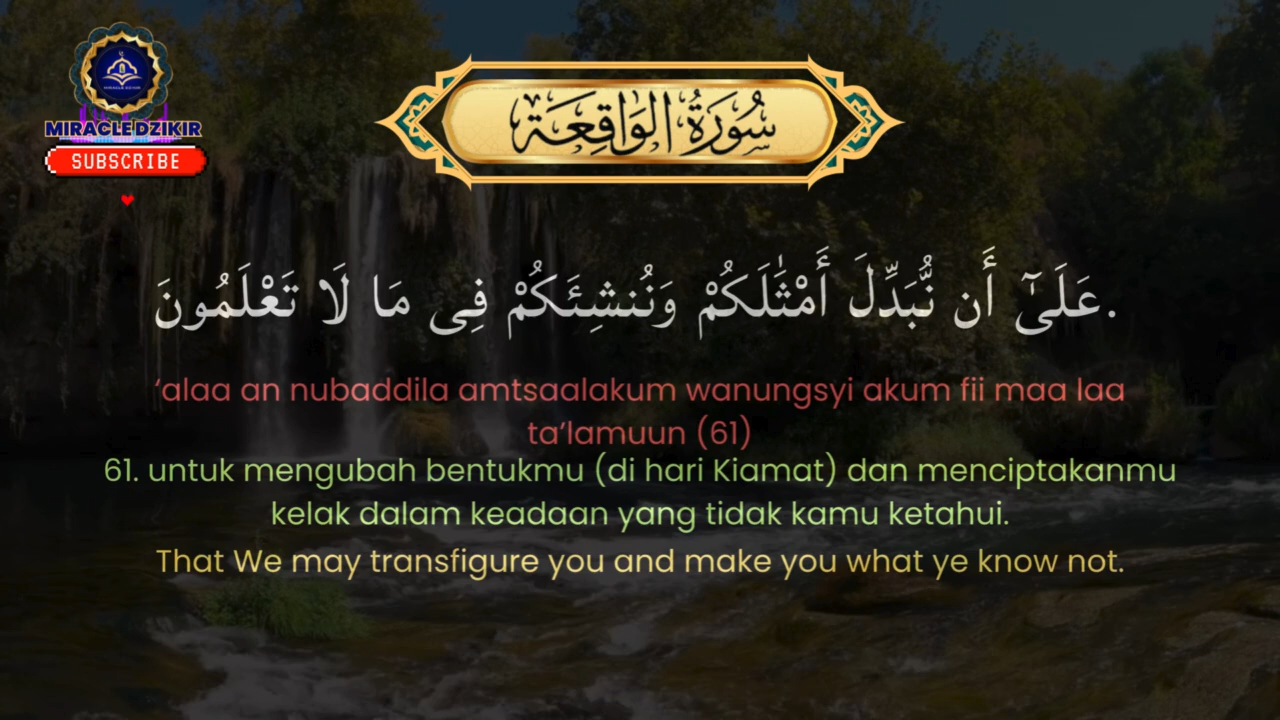 MIRACLE DZIKIR
SUBSCRIBE
سُورَةُ الوَاقِعَة
عَلَىٰٓ أَن نُّبَدِّلَ أَمْثَٰلَكُمْ وَنُنشِئَكُمْ فِى مَا لَا تَعْلَمُونَ.
‘alaa an nubaddila amtsaalakum wanungsyi akum fii maa laa
ta’lamuun (61)
61. untuk mengubah bentukmu (di hari Kiamat) dan menciptakanmu
kelak dalam keadaan yang tidak kamu ketahui.
That We may transfigure you and make you what ye know not.